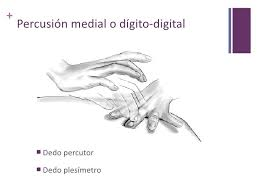 +
Percusión medial o dígito-digital
Dedo percutor
Dedo plesímetro